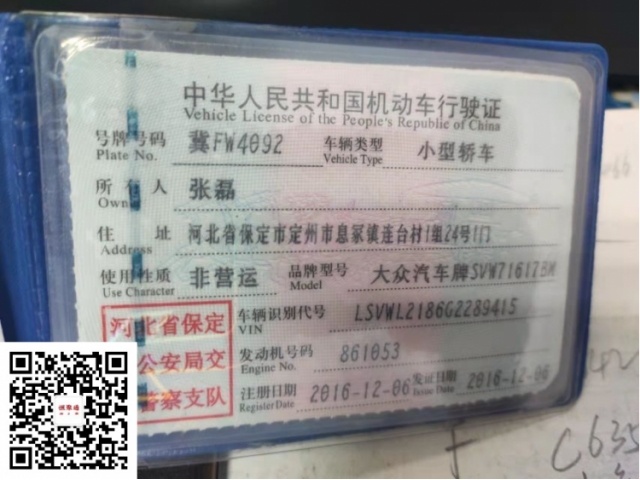 中华人民共和国机动车行驶证
Vehicle License of the People's Republic of China
号牌号码 冀FW4092 车辆类型 小型轿车
Plate No. Vehicle Type
所有人 张磊
Owner
住址 河北省保定市定州市息冢镇连台村1组24号1门
Address
使用性质 非营运 品牌型号 大众汽车牌SVW71617BM
Use Character Model
河北省保定
公安局交
警察支队
车辆识别代号 LSVWL2186G2289415
VIN
发动机号码 861053
Engine No.
注册日期 2016-12-06 发证日期 2016-12-06
Register Date Issue Date
C635